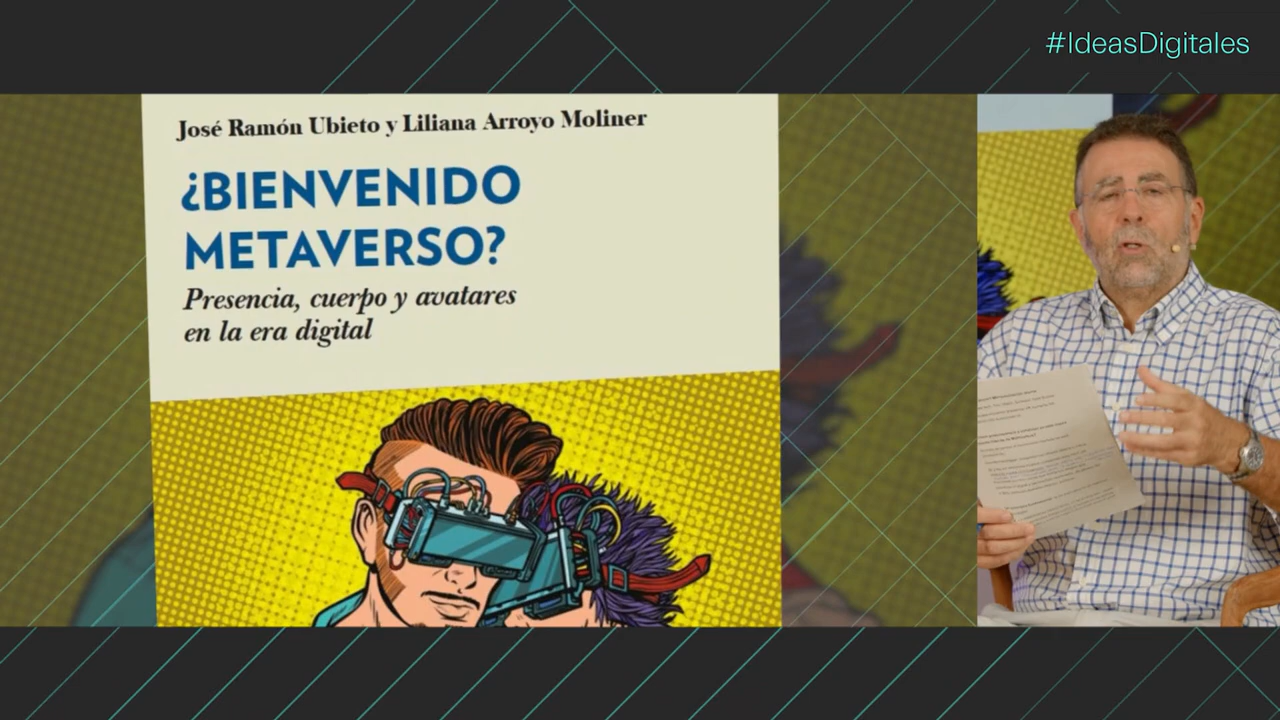 #IdeasDigitales
José Ramón Ubieto y Liliana Arroyo Moliner
¿BIENVENIDO
METAVERSO?
Presencia, cuerpo y avatares
en la era digital